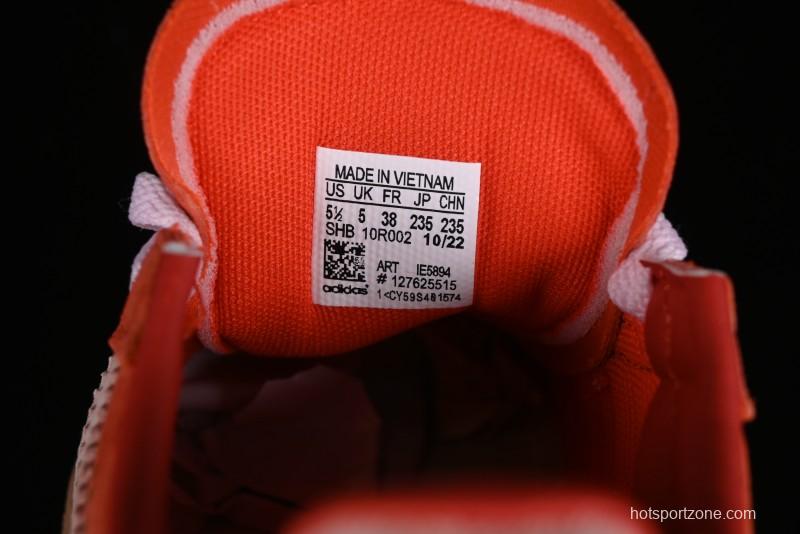 MADE IN VIETNAM
US UK FR JP CHN
5½ 5 38 235 235
SHB 10R002 10/22
ART IE5894
# 127625515
adidas 1<CY59S401574
hotsportzone.com